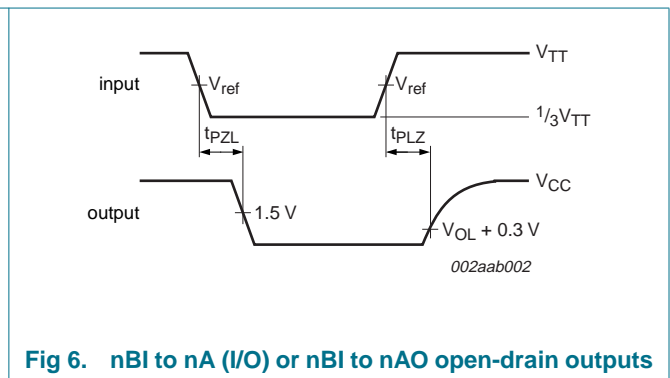 V_TT
input
V_ref
V_ref
1/3V_TT
t_PZL
t_PLZ
V_CC
output
1.5 V
V_OL + 0.3 V
002aab002
Fig 6. nBI to nA (I/O) or nBI to nAO open-drain outputs